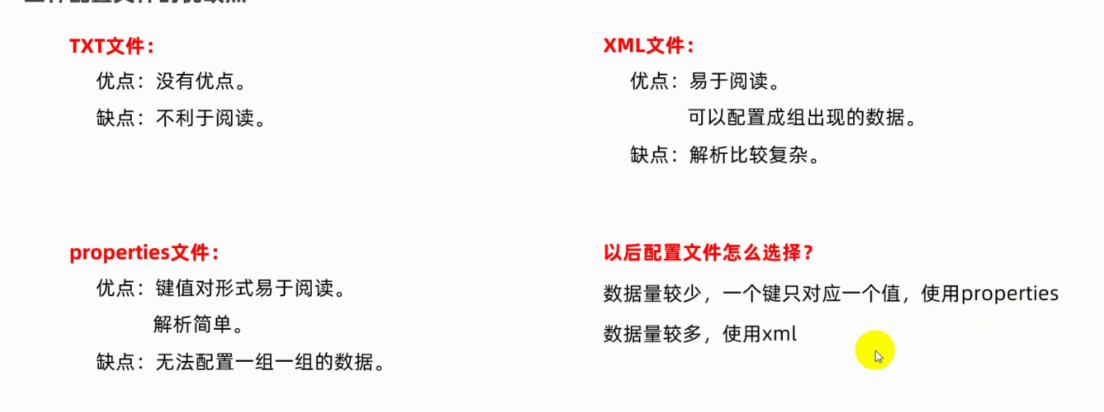 TXT文件：
优点：没有优点。
缺点：不利于阅读。
XML文件：
优点：易于阅读。
可以配置成组出现的数据。
缺点：解析比较复杂。
properties文件：
优点：键值对形式易于阅读。
解析简单。
缺点：无法配置一组一组的数据。
以后配置文件怎么选择？
数据量较少，一个键只对应一个值，使用properties
数据量较多，使用xml